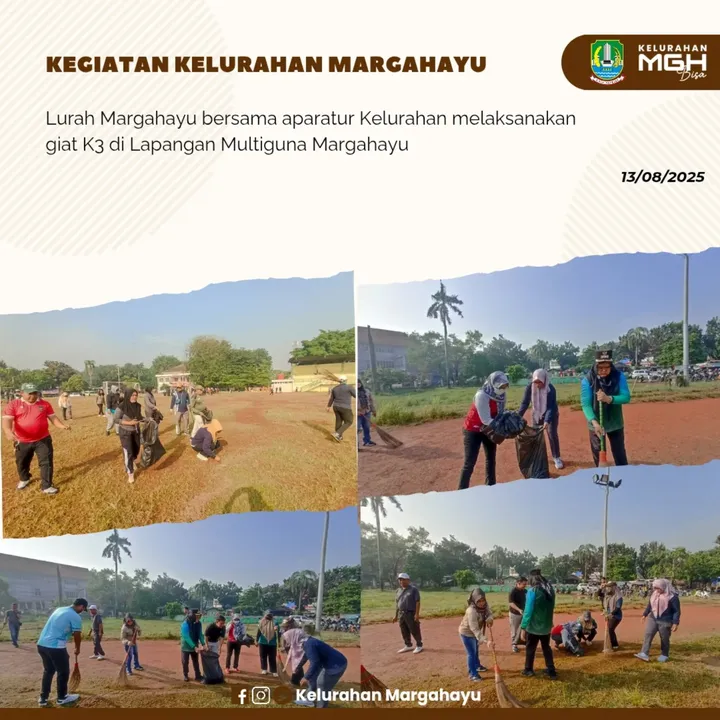 KEGIATAN KELURAHAN MARGAHAYU
KELURAHAN
MGH
Bisa
Lurah Margahayu bersama aparatur Kelurahan melaksanakan
giat K3 di Lapangan Multiguna Margahayu
13/08/2025
Kelurahan Margahayu